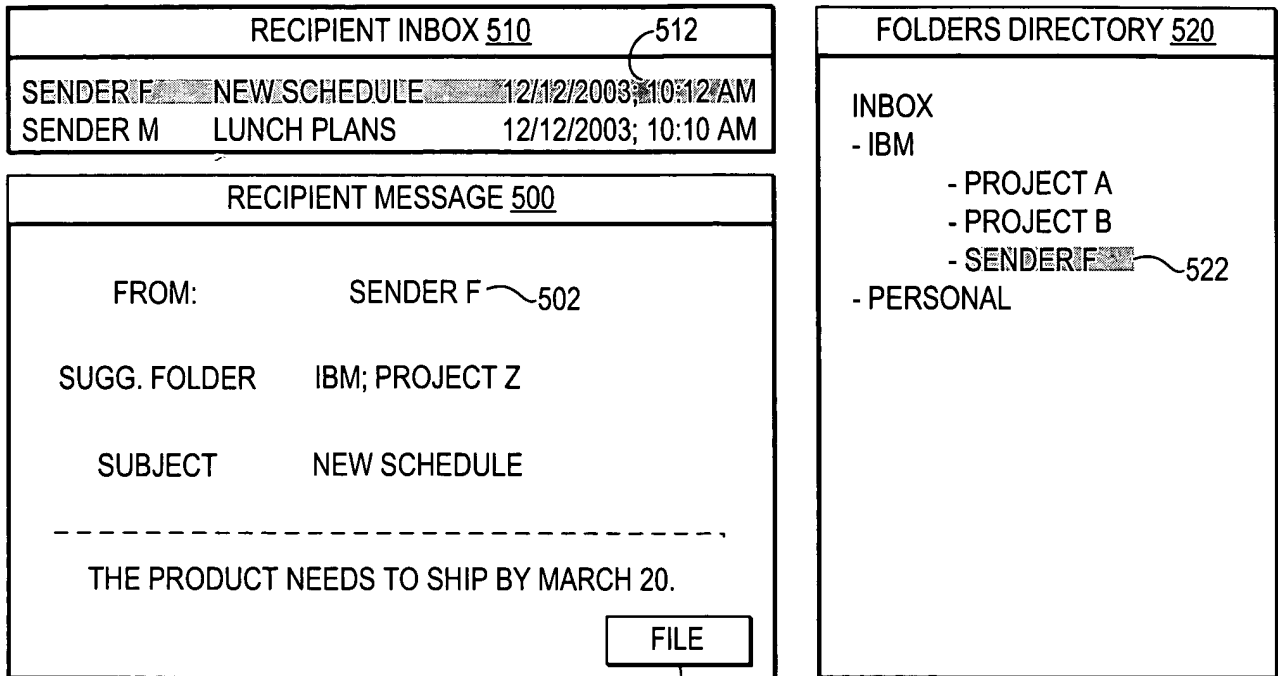 RECIPIENT INBOX 510
512
SENDER F NEW SCHEDULE 12/12/2003; 10:12 AM
SENDER M LUNCH PLANS 12/12/2003; 10:10 AM
RECIPIENT MESSAGE 500
FROM: SENDER F 502
SUGG. FOLDER IBM; PROJECT Z
SUBJECT NEW SCHEDULE
THE PRODUCT NEEDS TO SHIP BY MARCH 20.
FILE
FOLDERS DIRECTORY 520
INBOX
- IBM
- PROJECT A
- PROJECT B
- SENDER F 522
- PERSONAL